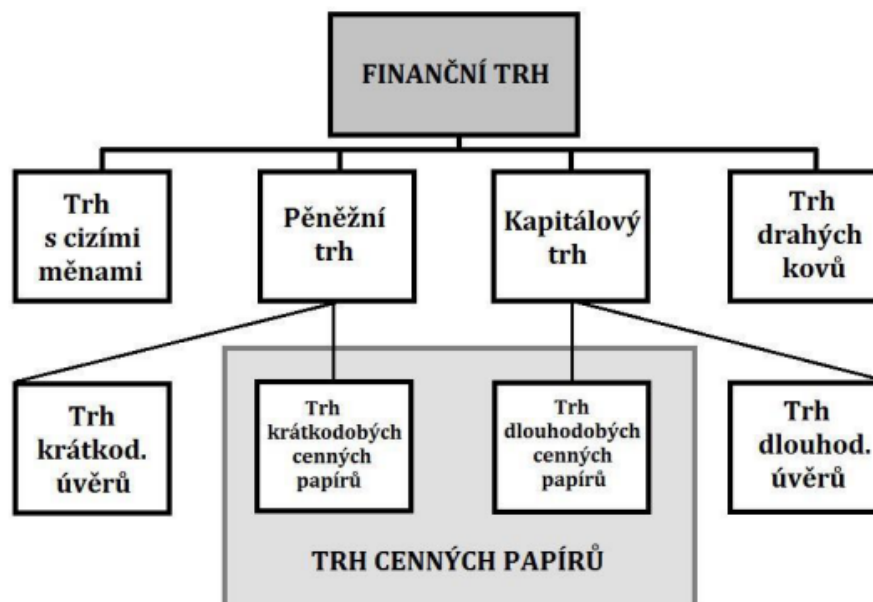 FINANČNÍ TRH
Trh
s cizími
měnami
Pěněžní
trh
Kapitálový
trh
Trh
drahých
kovů
Trh
krátkod.
úvěrů
Trh
krátkodobých
cenných
papírů
Trh
dlouhodobých
cenných
papírů
Trh
dlouhod.
úvěrů
TRH CENNÝCH PAPÍRŮ